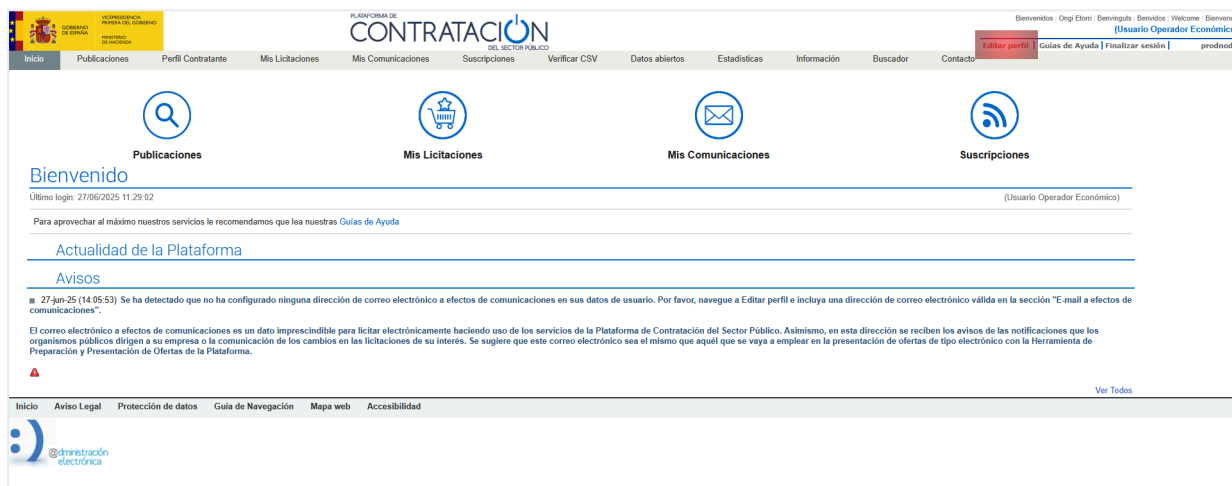 GOBIERNO
DE ESPAÑA
VICEPRESIDENCIA
PRIMERA DEL GOBIERNO
MINISTERIO
DE HACIENDA
PLATAFORMA DE
CONTRATACIÓN
DEL SECTOR PÚBLICO
Bienvenidos | Ongi Etorri | Benvinguts | Benvidos | Welcome | Bienvenu
(Usuario Operador Económico
Editar perfil | Guías de Ayuda | Finalizar sesión | prodnod
Inicio Publicaciones Perfil Contratante Mis Licitaciones Mis Comunicaciones Suscripciones Verificar CSV Datos abiertos Estadísticas Información Buscador Contacto
Publicaciones Mis Licitaciones Mis Comunicaciones Suscripciones
Bienvenido
Último login: 27/06/2025 11:29:02 (Usuario Operador Económico)
Para aprovechar al máximo nuestros servicios le recomendamos que lea nuestras Guías de Ayuda
Actualidad de la Plataforma
Avisos
27-jun-25 (14:05:53) Se ha detectado que no ha configurado ninguna dirección de correo electrónico a efectos de comunicaciones en sus datos de usuario. Por favor, navegue a Editar perfil e incluya una dirección de correo electrónico válida en la sección "E-mail a efectos de
comunicaciones".
El correo electrónico a efectos de comunicaciones es un dato imprescindible para licitar electrónicamente haciendo uso de los servicios de la Plataforma de Contratación del Sector Público. Asimismo, en esta dirección se reciben los avisos de las notificaciones que los
organismos públicos dirigen a su empresa o la comunicación de los cambios en las licitaciones de su interés. Se sugiere que este correo electrónico sea el mismo que aquél que se vaya a emplear en la presentación de ofertas de tipo electrónico con la Herramienta de
Preparación y Presentación de Ofertas de la Plataforma.
Ver Todos
Inicio Aviso Legal Protección de datos Guía de Navegación Mapa web Accesibilidad
@dministración
electrónica